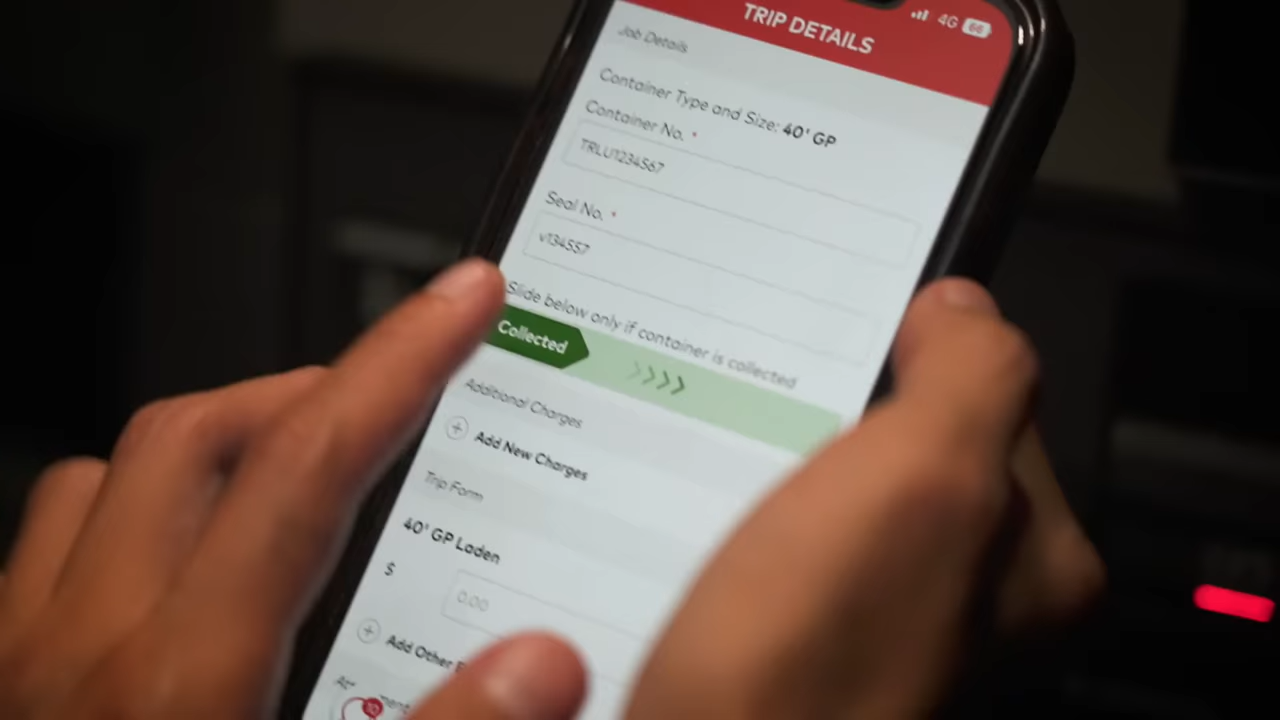 4G 66
TRIP DETAILS
Job Details
Container Type and Size: 40' GP
Container No. *
TRLU1234567
Seal No. *
v134557
Slide below only if container is collected
Collected
Additional Charges
Add New Charges
Trip Form
40' GP Laden
$
0.00
Add Other
10